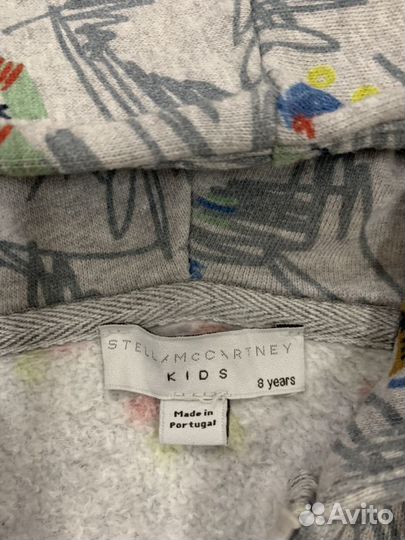 STELLA McCARTNEY
KIDS
8 years
Made in
Portugal
Avito